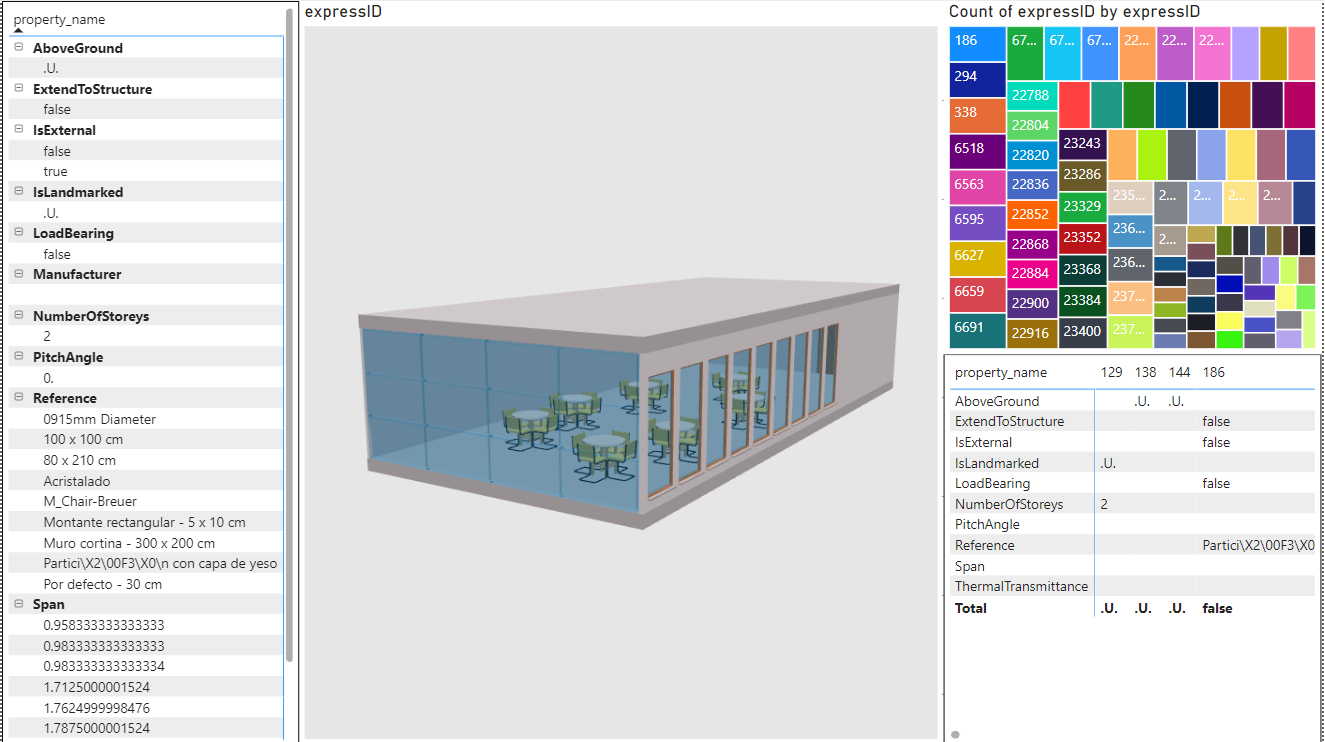 property_name
AboveGround
.U.
ExtendToStructure
false
IsExternal
false
true
IsLandmarked
.U.
LoadBearing
false
Manufacturer
NumberOfStoreys
2
PitchAngle
0.
Reference
0915mm Diameter
100 x 100 cm
80 x 210 cm
Acristalado
M_Chair-Breuer
Montante rectangular - 5 x 10 cm
Muro cortina - 300 x 200 cm
Partici\X2\00F3\X0\n con capa de yeso
Por defecto - 30 cm
Span
0.958333333333333
0.983333333333333
0.983333333333334
1.7125000001524
1.7624999998476
1.7875000001524
expressID
Count of expressID by expressID
186
294
338
6518
6563
6595
6627
6659
6691
67...
67...
67...
22...
22...
22...
22788
22804
22820
22836
22852
22868
22884
22900
22916
23243
23286
23329
23352
23368
23384
23400
235...
236...
236...
237...
237...
2...
2...
2...
2...
2...
property_name 129 138 144 186
AboveGround .U. .U.
ExtendToStructure false
IsExternal false
IsLandmarked .U.
LoadBearing false
NumberOfStoreys 2
PitchAngle
Reference Partici\X2\00F3\X0
Span
ThermalTransmittance
Total .U. .U. .U. false